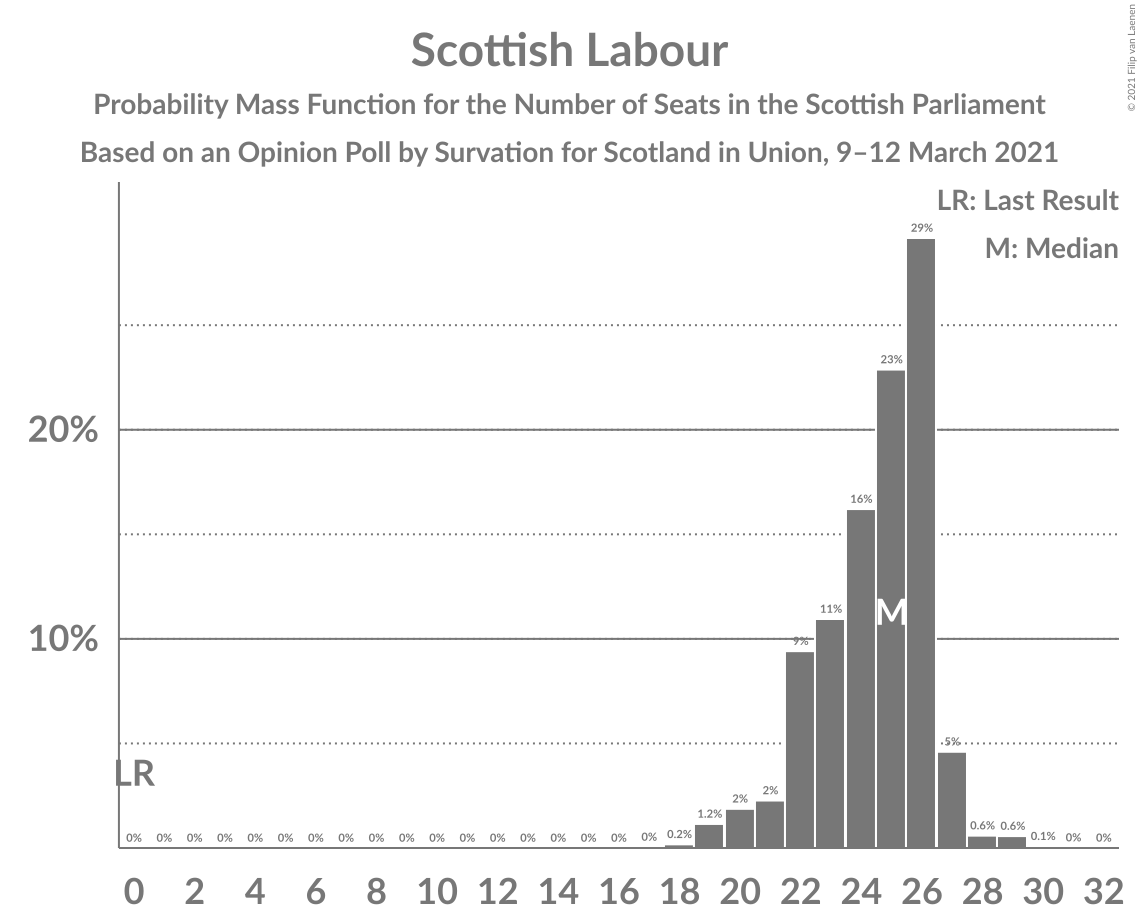 Scottish Labour
Probability Mass Function for the Number of Seats in the Scottish Parliament
Based on an Opinion Poll by Survation for Scotland in Union, 9–12 March 2021
© 2021 Filip van Laenen
LR: Last Result
M: Median
29%
23%
20%
16%
11%
M
10%
9%
5%
LR
0% 0% 0% 0% 0% 0% 0% 0% 0% 0% 0% 0% 0% 0% 0% 0% 0% 0% 0.2% 1.2% 2% 2% 0.6% 0.6% 0.1% 0% 0%
0 2 4 6 8 10 12 14 16 18 20 22 24 26 28 30 32